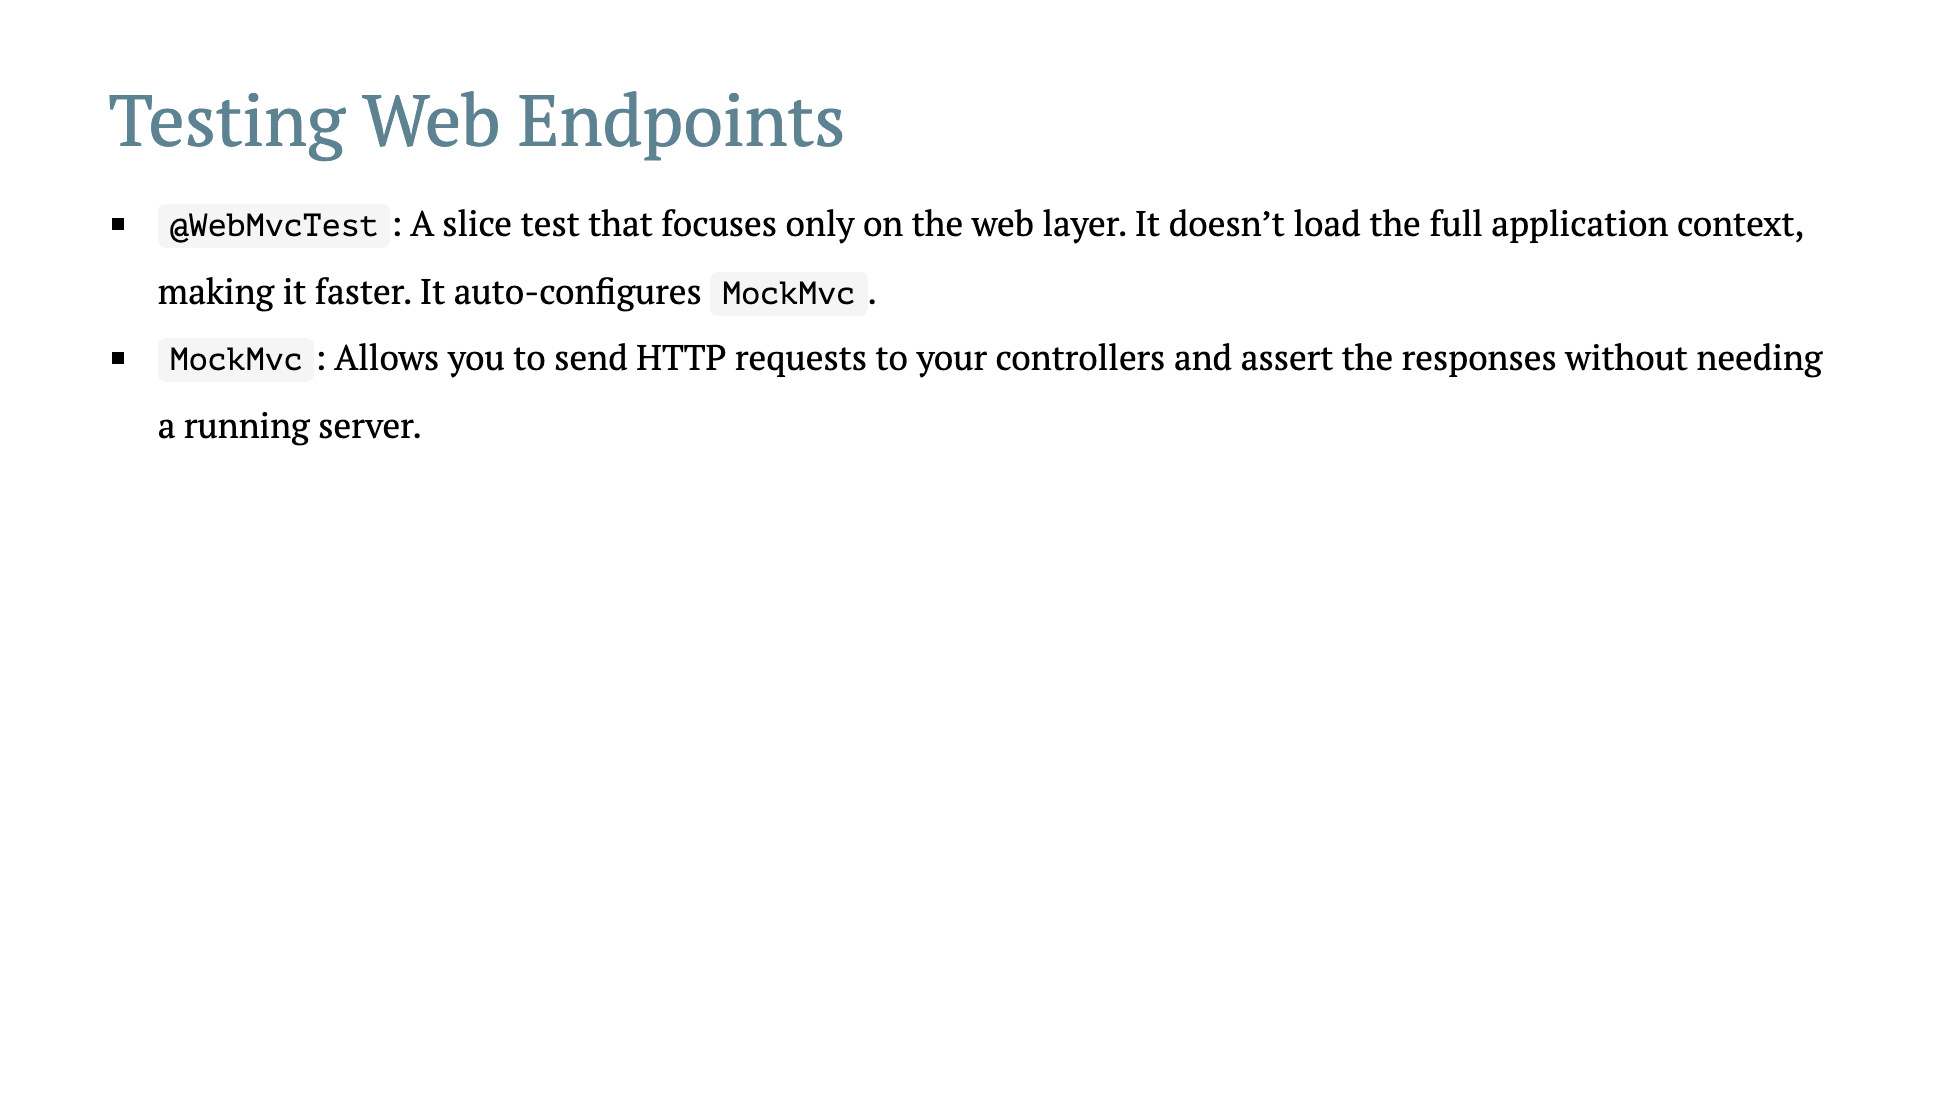 Testing Web Endpoints
▪ @WebMvcTest : A slice test that focuses only on the web layer. It doesn’t load the full application context,
making it faster. It auto-configures MockMvc .
▪ MockMvc : Allows you to send HTTP requests to your controllers and assert the responses without needing
a running server.